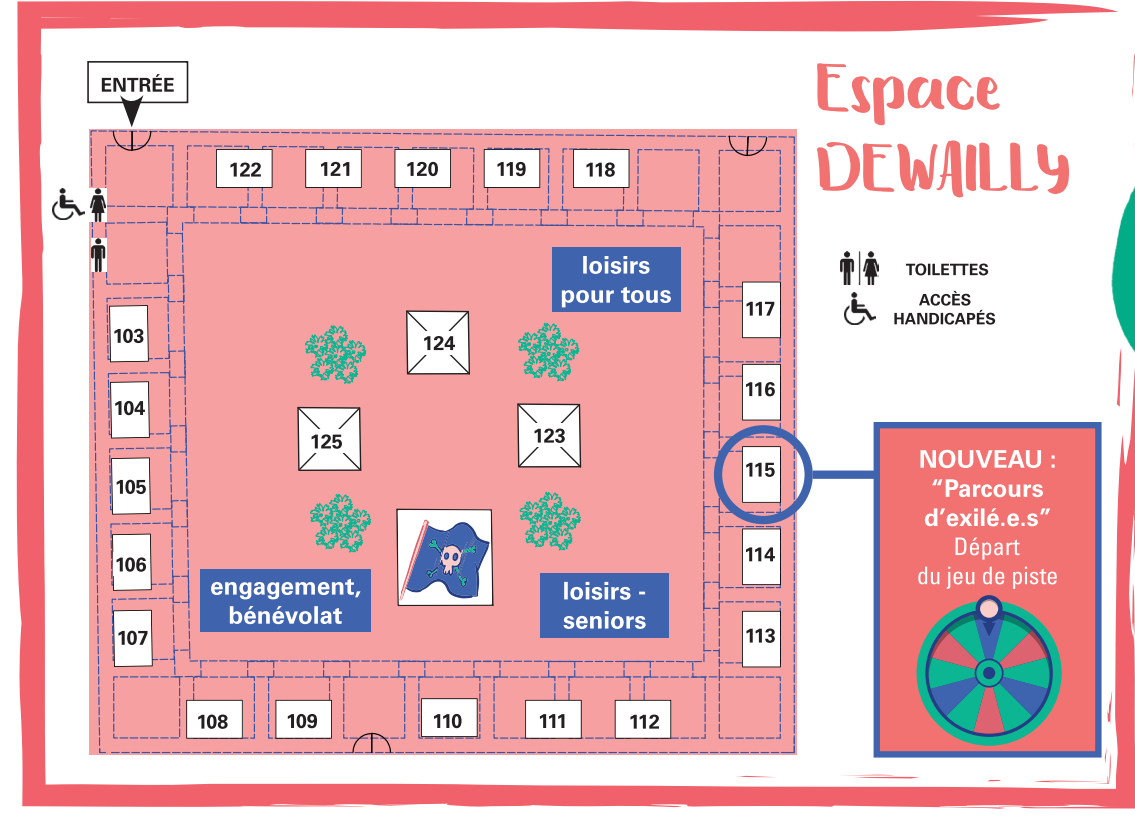 Espace
DEWAILLY
ENTRÉE
122
121
120
119
118
loisirs
pour tous
TOILETTES
ACCÈS
HANDICAPÉS
117
103
124
116
104
125
123
115
105
NOUVEAU :
“Parcours
d’exilé.e.s”
Départ
du jeu de piste
114
106
engagement,
bénévolat
loisirs -
seniors
107
113
108
109
110
111
112